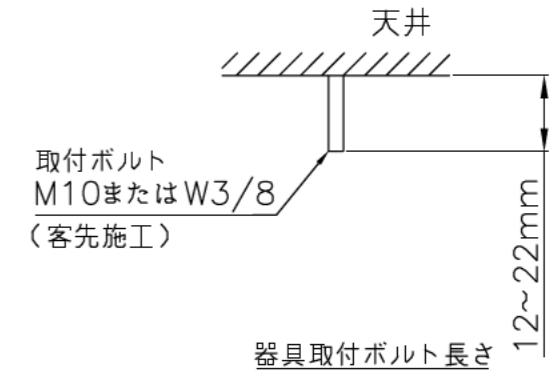 天井
取付ボルト
M10またはW3/8
(客先施工)
12~22mm
器具取付ボルト長さ